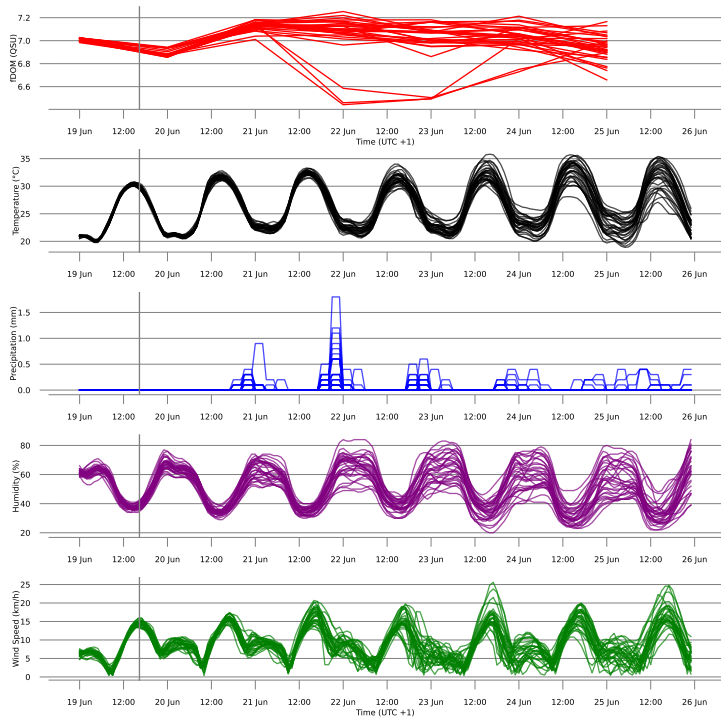 fDOM (QSU)
7.2
7.0
6.8
6.6
19 Jun 12:00 20 Jun 12:00 21 Jun 12:00 22 Jun 12:00 23 Jun 12:00 24 Jun 12:00 25 Jun 12:00 26 Jun
Time (UTC +1)
Temperature (°C)
35
30
25
20
19 Jun 12:00 20 Jun 12:00 21 Jun 12:00 22 Jun 12:00 23 Jun 12:00 24 Jun 12:00 25 Jun 12:00 26 Jun
Precipitation (mm)
1.5
1.0
0.5
0.0
19 Jun 12:00 20 Jun 12:00 21 Jun 12:00 22 Jun 12:00 23 Jun 12:00 24 Jun 12:00 25 Jun 12:00 26 Jun
Humidity (%)
80
60
40
20
19 Jun 12:00 20 Jun 12:00 21 Jun 12:00 22 Jun 12:00 23 Jun 12:00 24 Jun 12:00 25 Jun 12:00 26 Jun
Wind Speed (km/h)
25
20
15
10
5
0
19 Jun 12:00 20 Jun 12:00 21 Jun 12:00 22 Jun 12:00 23 Jun 12:00 24 Jun 12:00 25 Jun 12:00 26 Jun
Time (UTC +1)